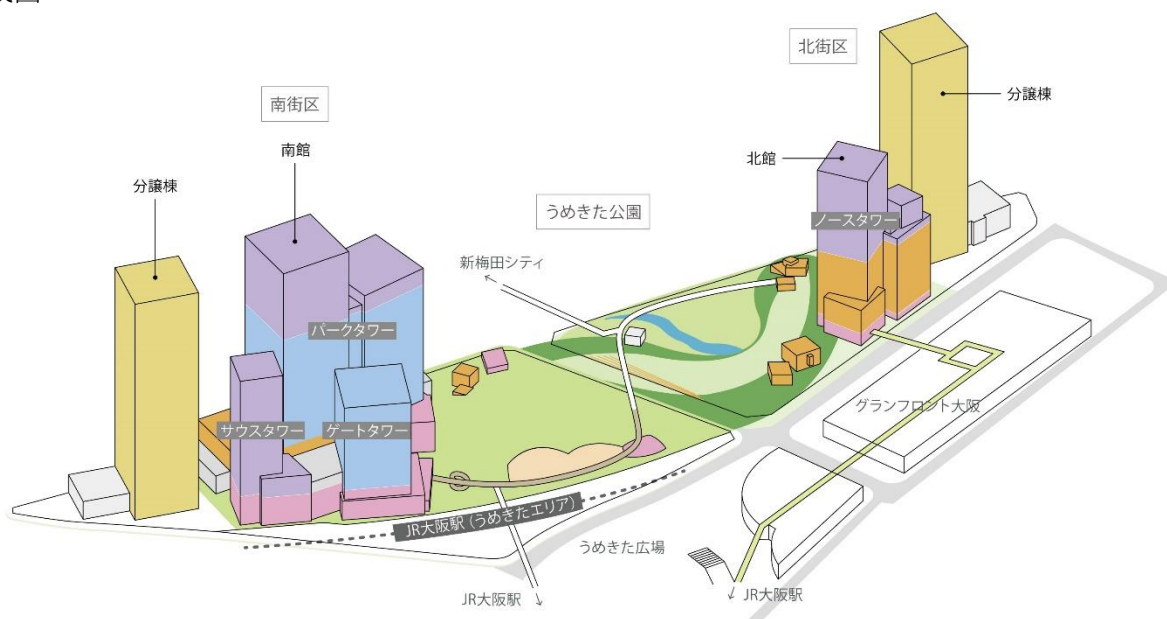 北街区
南街区
分譲棟
南館
北館
分譲棟
うめきた公園
ノースタワー
新梅田シティ
パークタワー
グランフロント大阪
サウスタワー
ゲートタワー
JR大阪駅(うめきたエリア)
うめきた広場
JR大阪駅
JR大阪駅